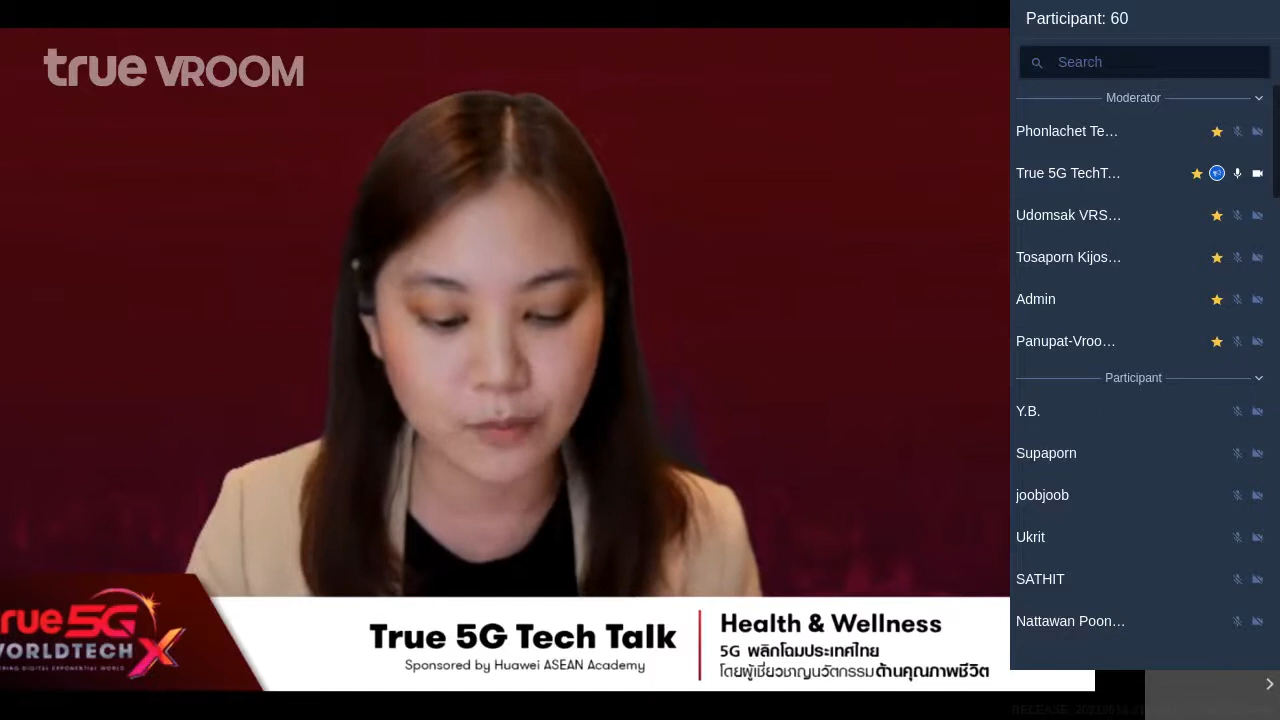 Participant: 60
true VROOM
Search
Moderator
Phonlachet Te...
True 5G TechT...
Udomsak VRS...
Tosaporn Kijos...
Admin
Panupat-Vroo...
Participant
Y.B.
Supaporn
joobjoob
Ukrit
SATHIT
Nattawan Poon...
rue 5G
WORLDTECH X
True 5G Tech Talk
Sponsored by Huawei ASEAN Academy
Health & Wellness
5G พลิกโฉมประเทศไทย
โดยผู้เชี่ยวชาญนวัตกรรมด้านคุณภาพชีวิต